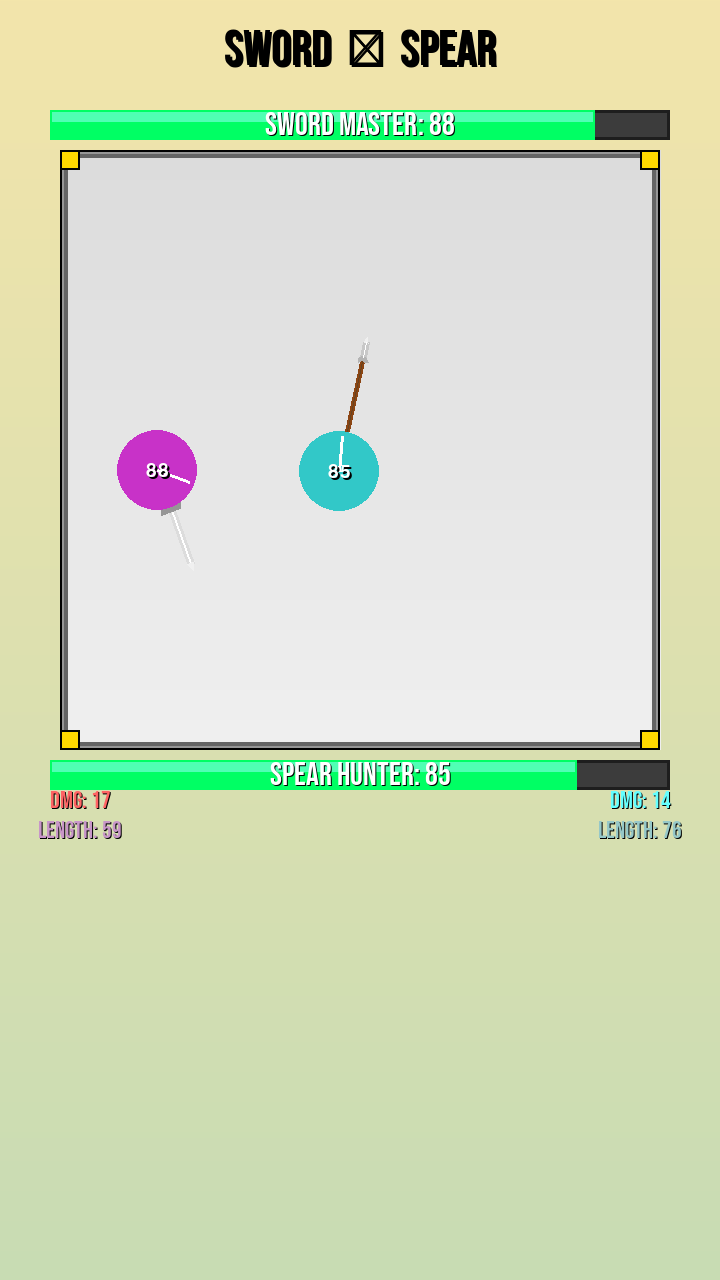 SWORD SPEAR
SWORD MASTER: 88
88
85
SPEAR HUNTER: 85
DMG: 17
DMG: 14
LENGTH: 59
LENGTH: 76